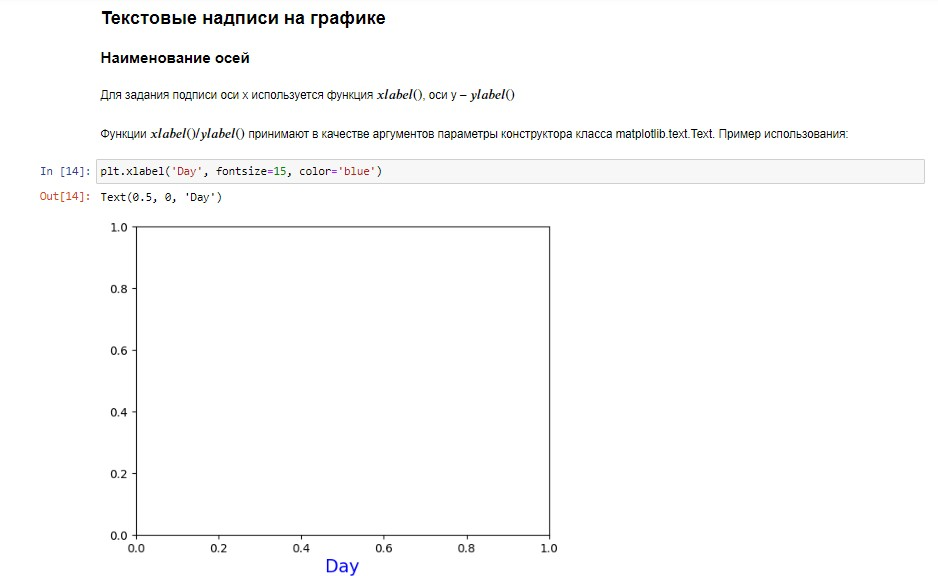 Текстовые надписи на графике
Наименование осей
Для задания подписи оси x используется функция xlabel(), оси y – ylabel()
Функции xlabel()/ylabel() принимают в качестве аргументов параметры конструктора класса matplotlib.text.Text. Пример использования:
In [14]: plt.xlabel('Day', fontsize=15, color='blue')
Out[14]: Text(0.5, 0, 'Day')
1.0
0.8
0.6
0.4
0.2
0.0
0.0 0.2 0.4 0.6 0.8 1.0
Day